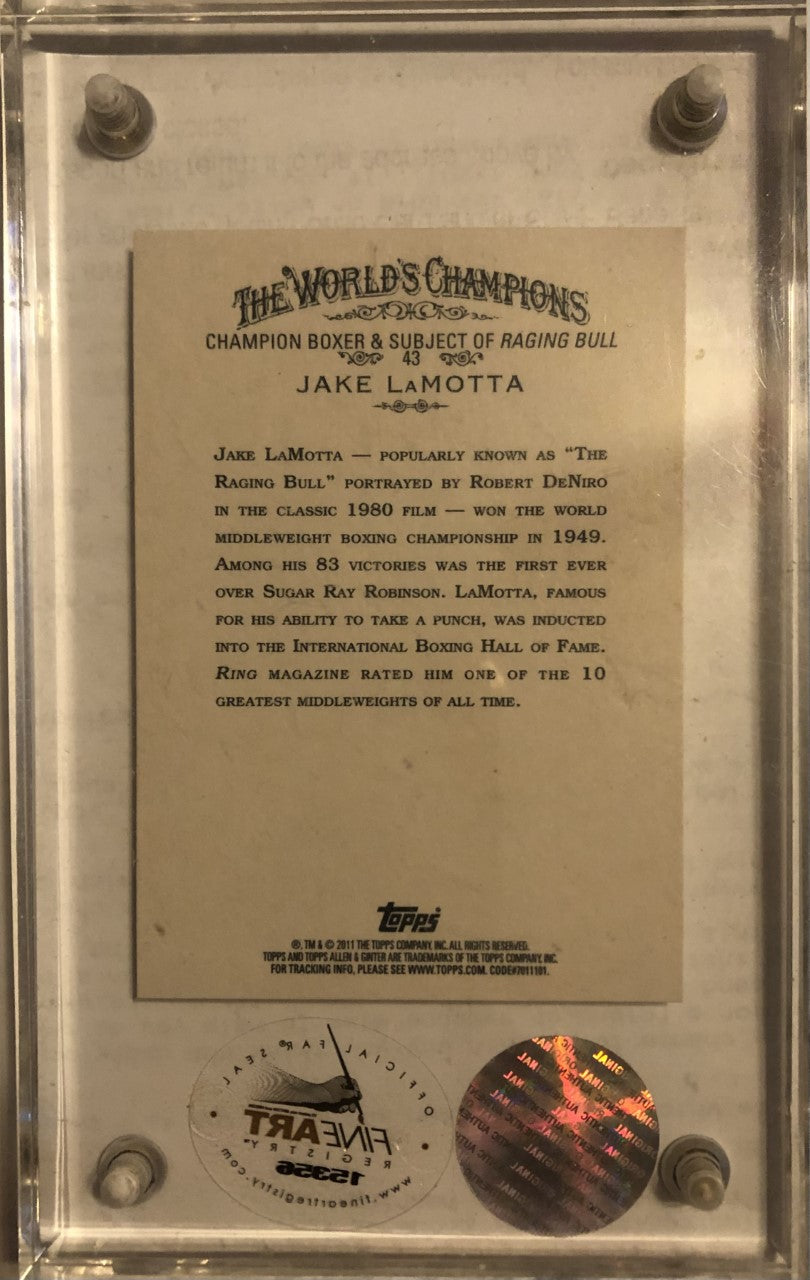 THE WORLD'S CHAMPIONS
CHAMPION BOXER & SUBJECT OF RAGING BULL
43
JAKE LAMOTTA
JAKE LAMOTTA — POPULARLY KNOWN AS “THE
RAGING BULL” PORTRAYED BY ROBERT DENIRO
IN THE CLASSIC 1980 FILM — WON THE WORLD
MIDDLEWEIGHT BOXING CHAMPIONSHIP IN 1949.
AMONG HIS 83 VICTORIES WAS THE FIRST EVER
OVER SUGAR RAY ROBINSON. LAMOTTA, FAMOUS
FOR HIS ABILITY TO TAKE A PUNCH, WAS INDUCTED
INTO THE INTERNATIONAL BOXING HALL OF FAME.
RING MAGAZINE RATED HIM ONE OF THE 10
GREATEST MIDDLEWEIGHTS OF ALL TIME.
topps
®, TM & © 2011 THE TOPPS COMPANY, INC. ALL RIGHTS RESERVED.
TOPPS AND TOPPS ALLEN & GINTER ARE TRADEMARKS OF THE TOPPS COMPANY, INC.
FOR TRACKING INFO, PLEASE SEE WWW.TOPPS.COM. CODE#7011101.
OFFICIAL FAR® SEAL
FINE ART
REGISTRY™
15356
www.fineartregistry.com
ORIGINAL
AUTHENTIC